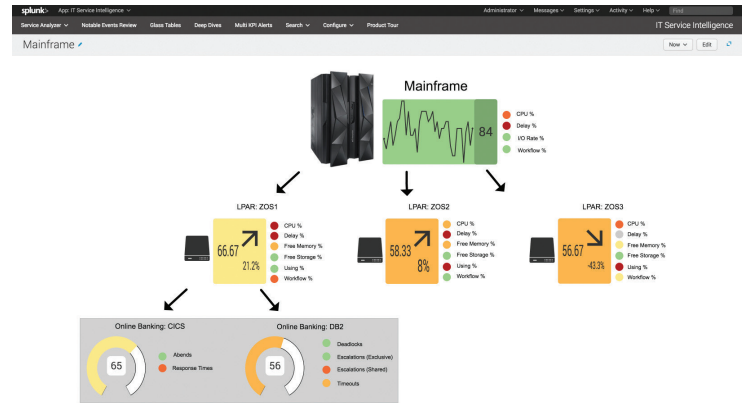 splunk> App: IT Service Intelligence Administrator Messages Settings Activity Help Find
Service Analyzer Notable Events Review Glass Tables Deep Dives Multi KPI Alerts Search Configure Product Tour IT Service Intelligence
Mainframe Now Edit
Mainframe
84
CPU %
Delay %
I/O Rate %
Workflow %
LPAR: ZOS1
66.67
21.2%
CPU %
Delay %
Free Memory %
Free Storage %
Using %
Workflow %
LPAR: ZOS2
58.33
8%
CPU %
Delay %
Free Memory %
Free Storage %
Using %
Workflow %
LPAR: ZOS3
56.67
-43.3%
CPU %
Delay %
Free Memory %
Free Storage %
Using %
Workflow %
Online Banking: CICS
65
Abends
Response Times
Online Banking: DB2
56
Deadlocks
Escalations (Exclusive)
Escalations (Shared)
Timeouts